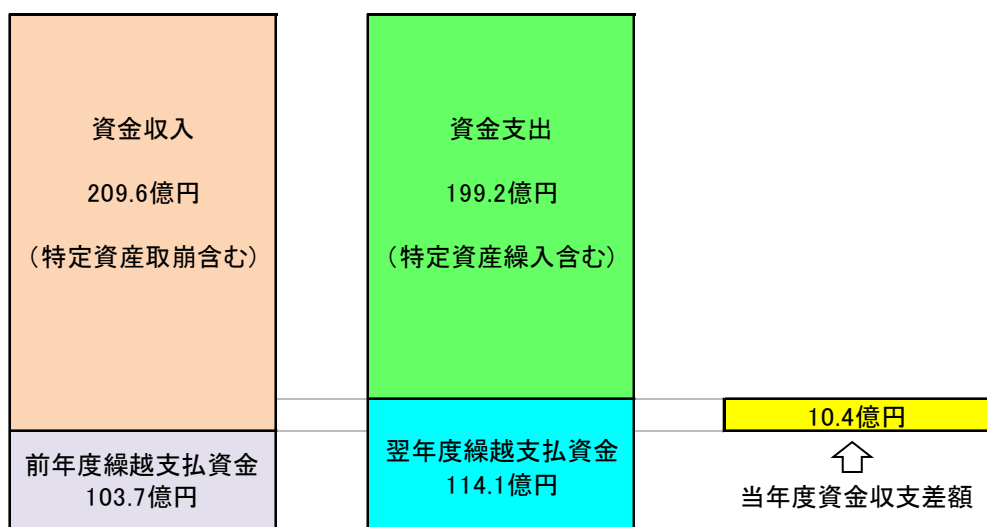 資金収入
209.6億円
（特定資産取崩含む）
前年度繰越支払資金
103.7億円
資金支出
199.2億円
（特定資産繰入含む）
翌年度繰越支払資金
114.1億円
10.4億円
当年度資金収支差額